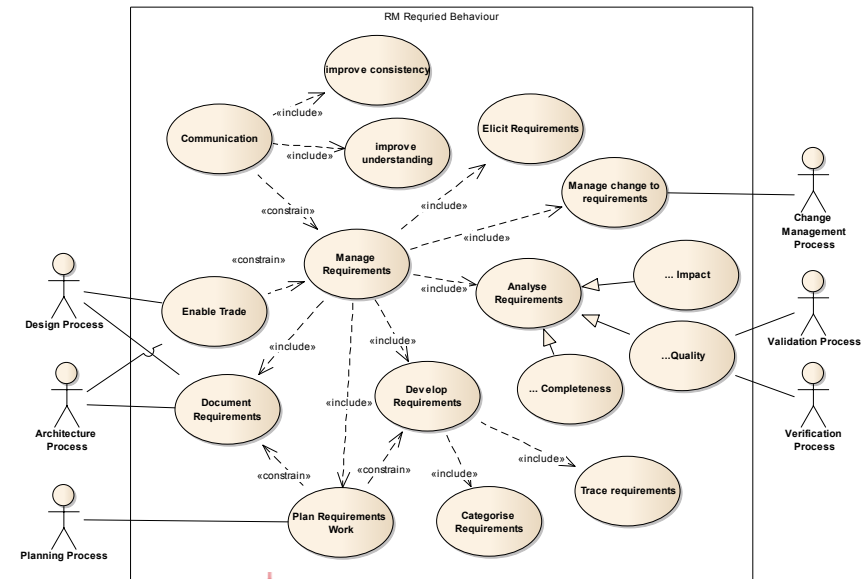 RM Requried Behaviour
improve consistency
«include»
Communication
«include»
improve
understanding
Elicit Requirements
«constrain»
«include»
Manage change to
requirements
«include»
Change
Management
Process
«constrain»
Manage
Requirements
«include»
Analyse
Requirements
... Impact
Design Process
Enable Trade
Validation Process
«include»
«include»
...Quality
Architecture
Process
Document
Requirements
«include»
Develop
Requirements
... Completeness
Verification
Process
«constrain»
«constrain»
«include»
«include»
Trace requirements
Planning Process
Plan Requirements
Work
Categorise
Requirements